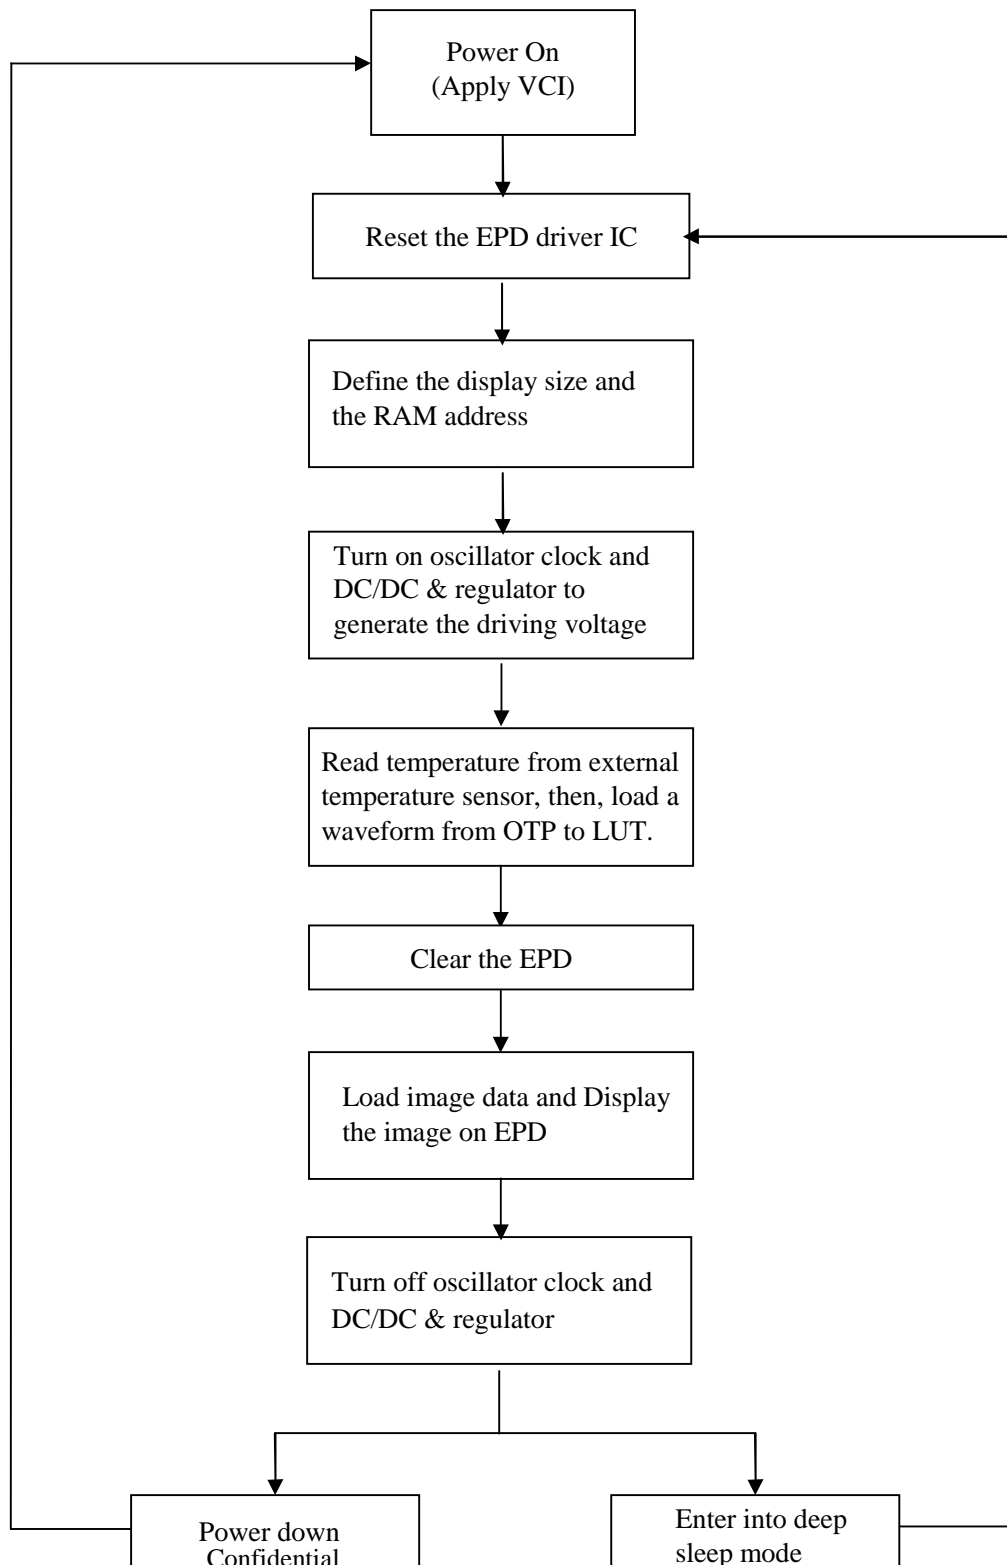 Power On
(Apply VCI)
Reset the EPD driver IC
Define the display size and
the RAM address
Turn on oscillator clock and
DC/DC & regulator to
generate the driving voltage
Read temperature from external
temperature sensor, then, load a
waveform from OTP to LUT.
Clear the EPD
Load image data and Display
the image on EPD
Turn off oscillator clock and
DC/DC & regulator
Power down
Confidential
Enter into deep
sleep mode